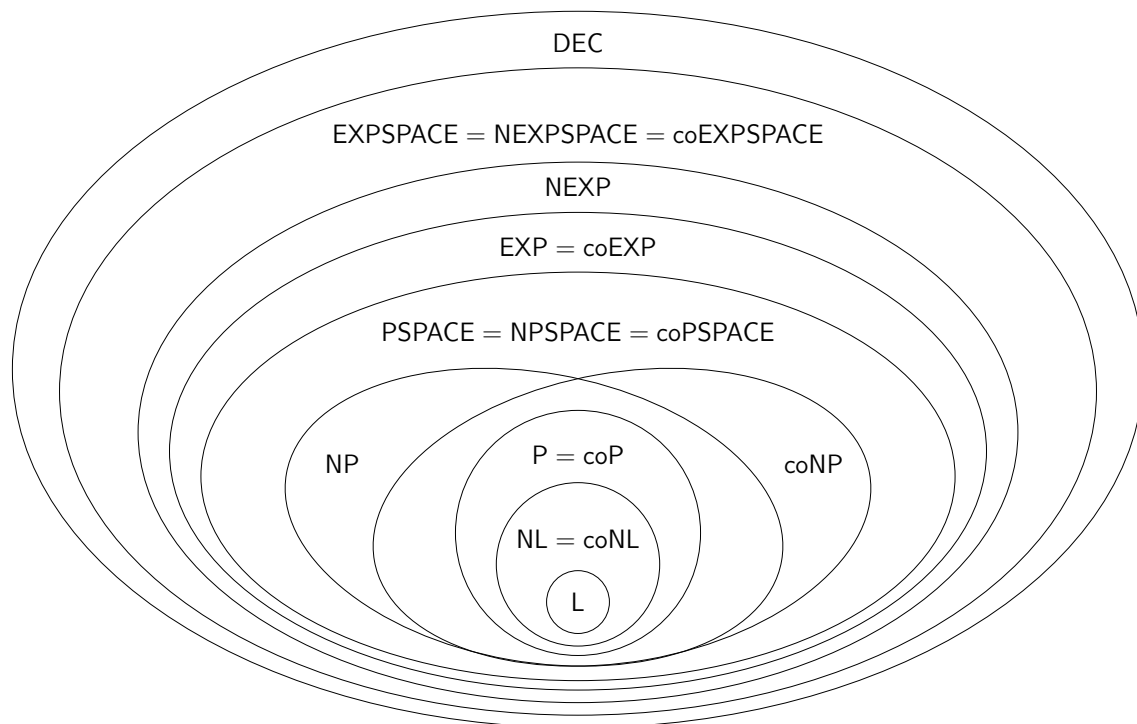 DEC
EXPSPACE = NEXPSPACE = coEXPSPACE
NEXP
EXP = coEXP
PSPACE = NPSPACE = coPSPACE
P = coP
NP
coNP
NL = coNL
L